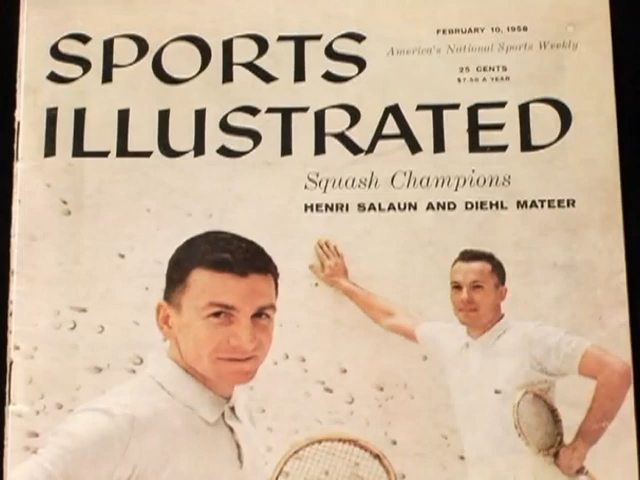 SPORTS
ILLUSTRATED
FEBRUARY 10, 1958
America's National Sports Weekly
25 CENTS
$7.50 A YEAR
Squash Champions
HENRI SALAUN AND DIEHL MATEER